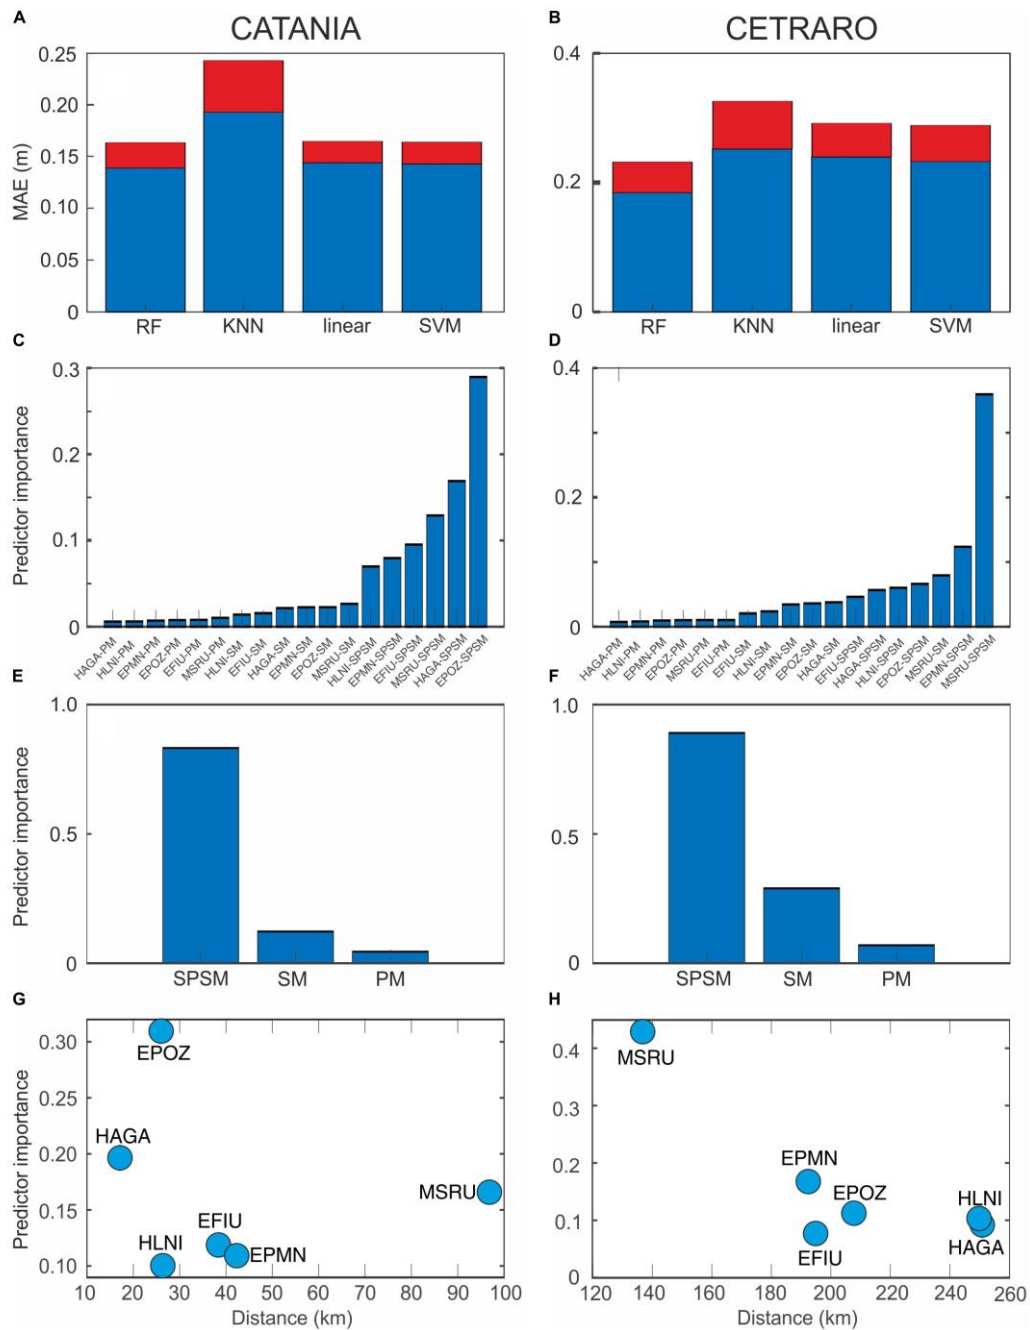 A
CATANIA
B
CETRARO
MAE (m)
0.25
0.20
0.15
0.10
0.05
0
RF
KNN
linear
SVM
0.4
0.2
0
RF
KNN
linear
SVM
C
Predictor importance
0.3
0.2
0.1
0
HAGA-PM
HLNI-PM
EPMN-PM
EPOZ-PM
EFIU-PM
MSRU-PM
HLNI-SM
EFIU-SM
HAGA-SM
EPMN-SM
EPOZ-SM
MSRU-SM
HLNI-SPSM
EPMN-SPSM
EFIU-SPSM
MSRU-SPSM
HAGA-SPSM
EPOZ-SPSM
D
0.4
0.2
0
HAGA-PM
HLNI-PM
EPMN-PM
EPOZ-PM
MSRU-PM
EFIU-PM
EFIU-SM
HLNI-SM
EPMN-SM
EPOZ-SM
HAGA-SM
EFIU-SPSM
HAGA-SPSM
HLNI-SPSM
EPOZ-SPSM
MSRU-SM
EPMN-SPSM
MSRU-SPSM
E
Predictor importance
1.0
0.5
0
SPSM
SM
PM
F
1.0
0.5
0
SPSM
SM
PM
G
Predictor importance
0.30
0.25
0.20
0.15
0.10
EPOZ
HAGA
MSRU
EFIU
HLNI
EPMN
10
20
30
40
50
60
70
80
90
100
Distance (km)
H
0.4
0.3
0.2
0.1
0
MSRU
EPMN
EPOZ
HLNI
EFIU
HAGA
120
140
160
180
200
220
240
260
Distance (km)